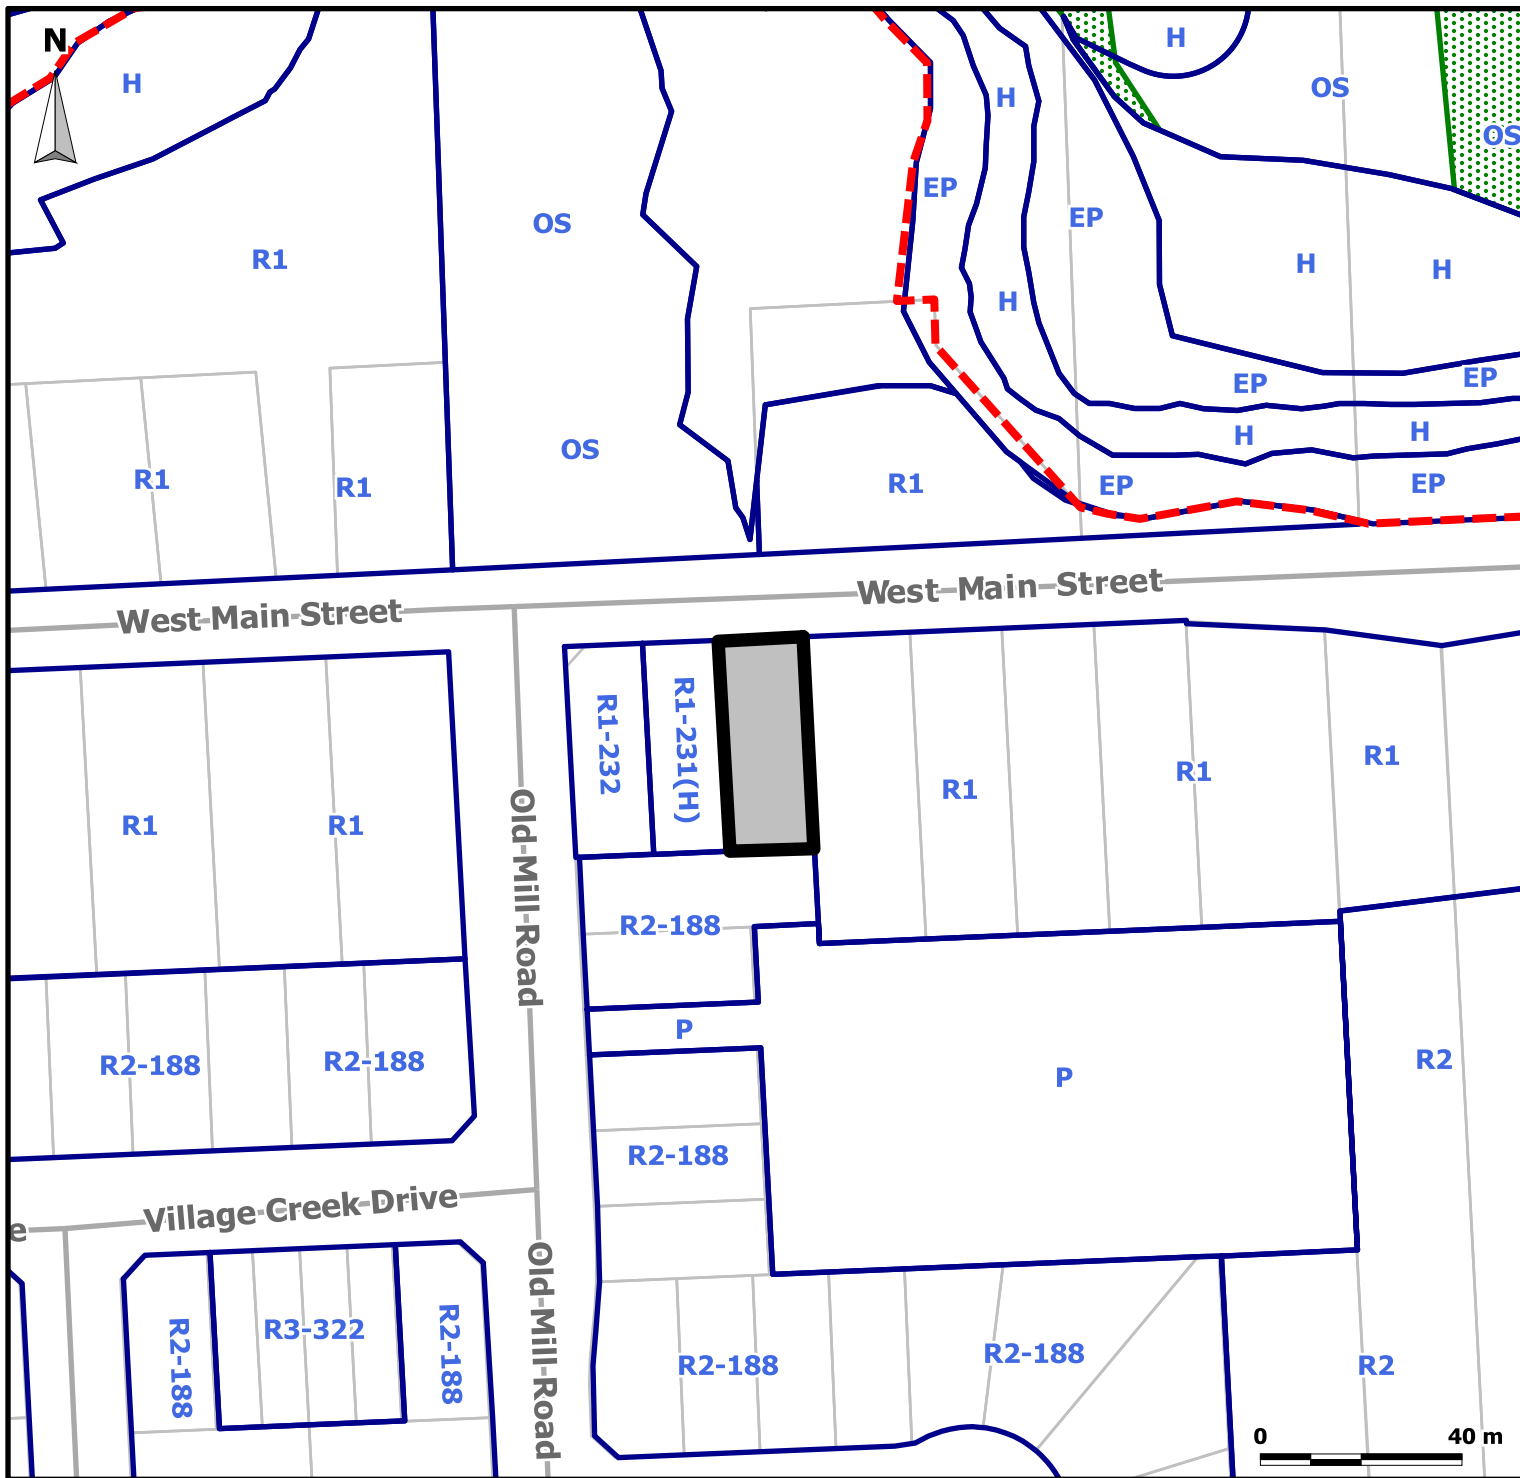 N
H
H
OS
H
OS
EP
EP
OS
R1
H
H
H
EP
EP
H
H
OS
R1
R1
R1
EP
EP
West Main Street
West Main Street
R1-232
R1-231(H)
R1
R1
R1
R1
R1
Old Mill Road
R2-188
P
R2-188
R2-188
R2
P
R2-188
Village Creek Drive
e
Old Mill Road
R2-188
R3-322
R2-188
R2-188
R2-188
R2
0 40 m